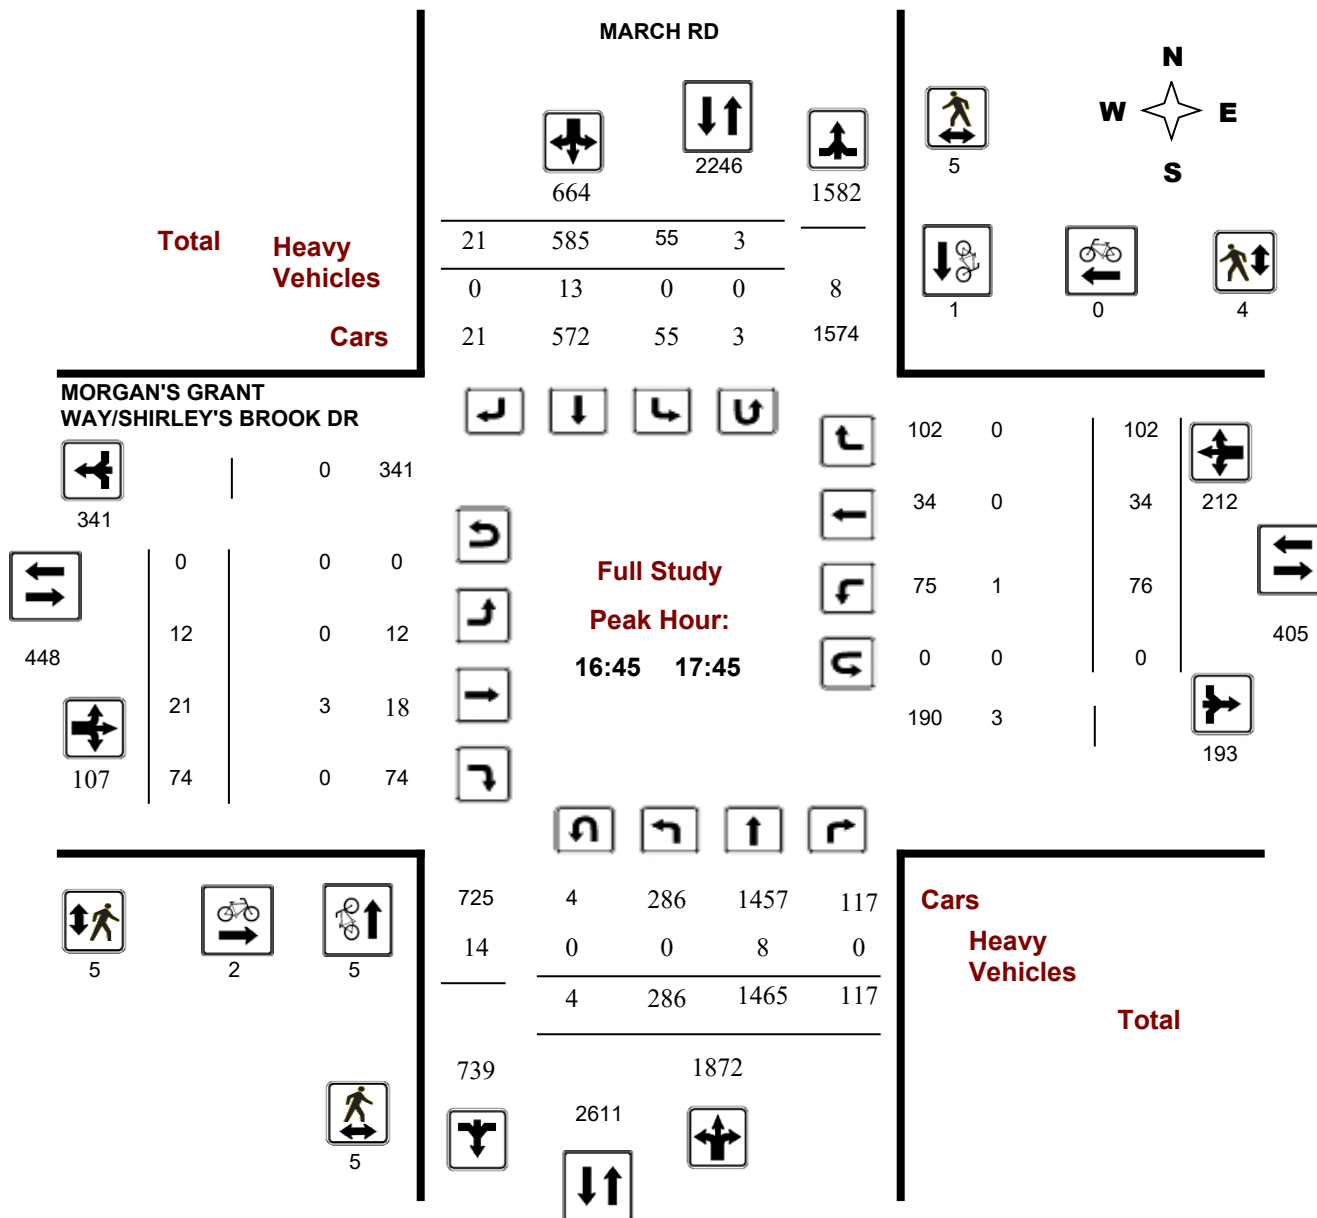 MARCH RD
N
W E
S
664 2246 1582 5
Total Heavy Vehicles Cars
21 585 55 3
0 13 0 0 8
21 572 55 3 1574
1 0 4
MORGAN'S GRANT
WAY/SHIRLEY'S BROOK DR
0 341
341
0 0 0
12 0 12
448
21 3 18
107
74 0 74
Full Study
Peak Hour:
16:45 17:45
102 0 102
34 0 34 212
75 1 76
405
0 0 0
190 3
193
725 4 286 1457 117
14 0 0 8 0
4 286 1465 117
739 1872
2611
5 2 5
5
Cars
Heavy
Vehicles
Total